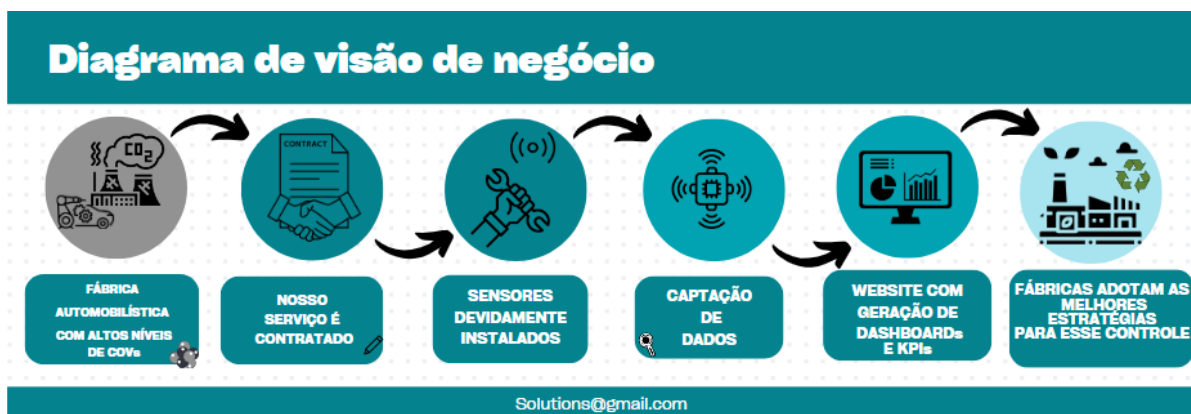 Diagrama de visão de negócio
CO2
CONTRACT
FÁBRICA
AUTOMOBILÍSTICA
COM ALTOS NÍVEIS
DE COVs
NOSSO
SERVIÇO É
CONTRATADO
SENSORES
DEVIDAMENTE
INSTALADOS
CAPTAÇÃO
DE
DADOS
WEBSITE COM
GERAÇÃO DE
DASHBOARDs
E KPIs
FÁBRICAS ADOTAM AS
MELHORES
ESTRATÉGIAS
PARA ESSE CONTROLE
Solutions@gmail.com